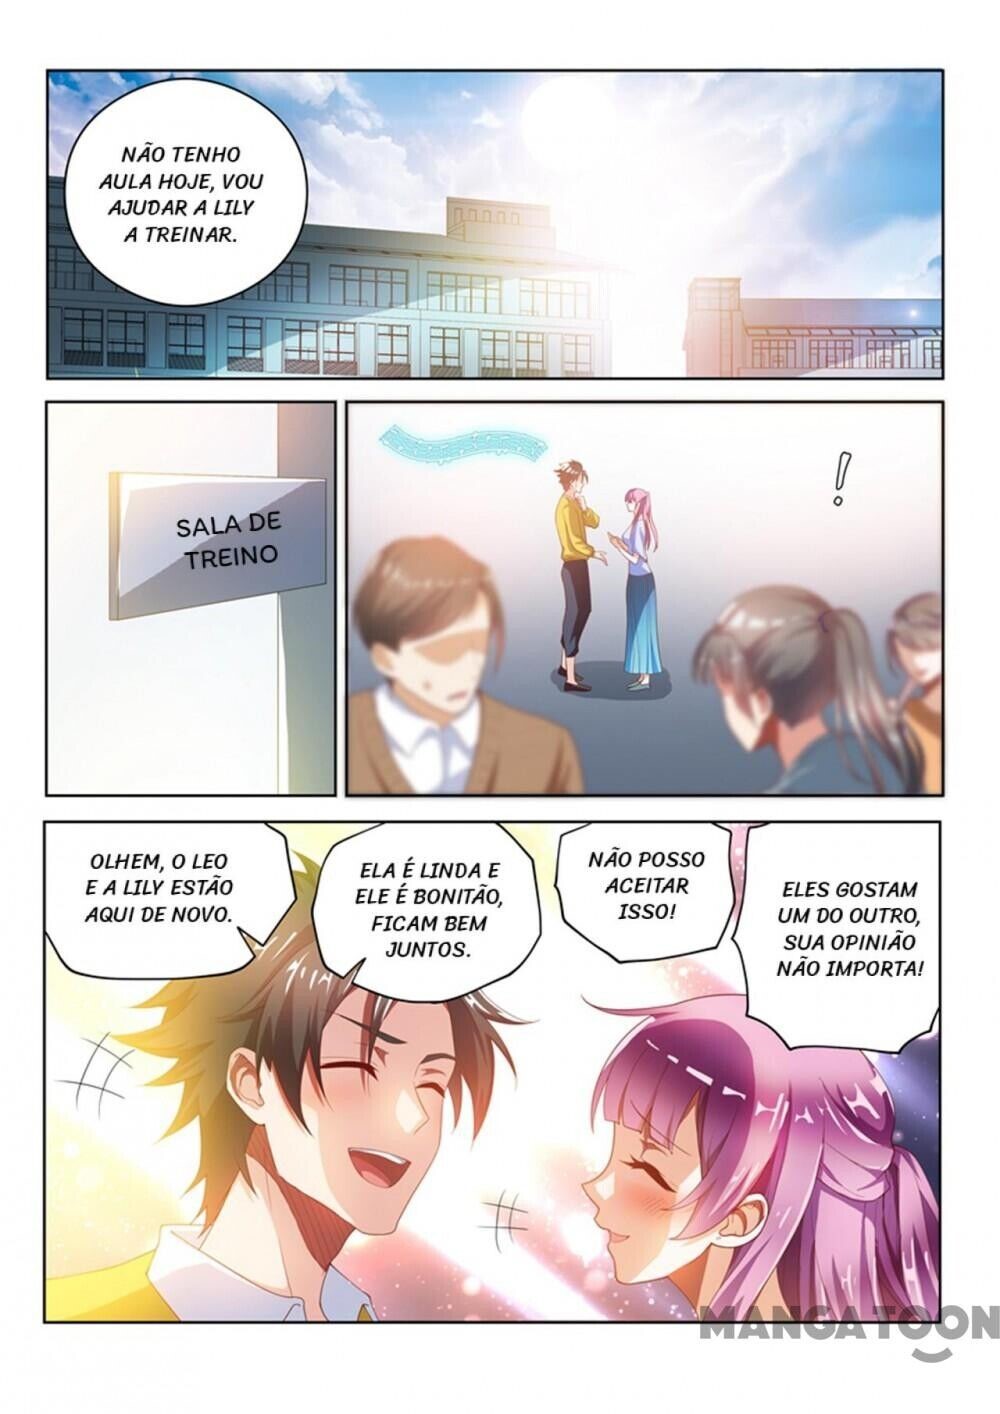 NÃO TENHO
AULA HOJE, VOU
AJUDAR A LILY
A TREINAR.
SALA DE
TREINO
!
OLHEM, O LEO
E A LILY ESTÃO
AQUI DE NOVO.
ELA É LINDA E
ELE É BONITÃO,
FICAM BEM
JUNTOS.
NÃO POSSO
ACEITAR
ISSO!
ELES GOSTAM
UM DO OUTRO,
SUA OPINIÃO
NÃO IMPORTA!
MANGATOON